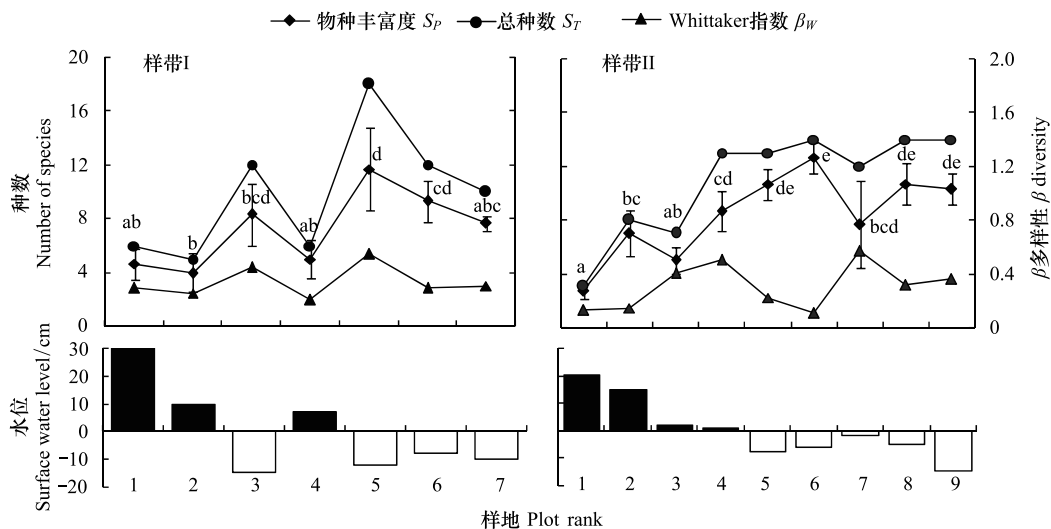 物种丰富度 S_P 总种数 S_T Whittaker指数 β_W
样带I
样带II
种数
Number of species
20
16
12
8
4
0
ab
b
bcd
ab
d
cd
abc
a
bc
ab
cd
de
e
bcd
de
de
2.0
1.6
1.2
0.8
0.4
0
β多样性 β diversity
水位
Surface water level/cm
30
20
10
0
-10
-20
1 2 3 4 5 6 7
1 2 3 4 5 6 7 8 9
样地 Plot rank